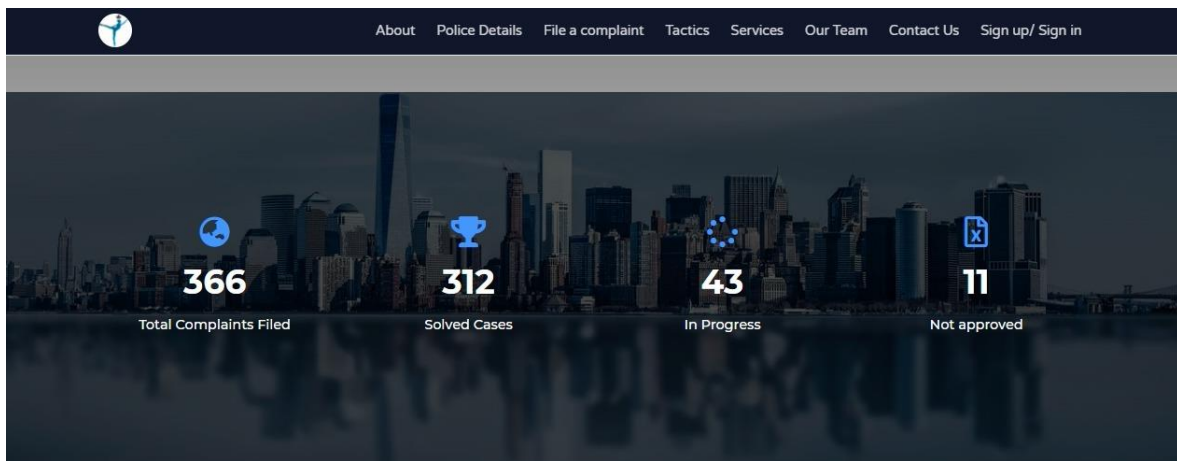 About Police Details File a complaint Tactics Services Our Team Contact Us Sign up/ Sign in
366 312 43 11
Total Complaints Filed Solved Cases In Progress Not approved